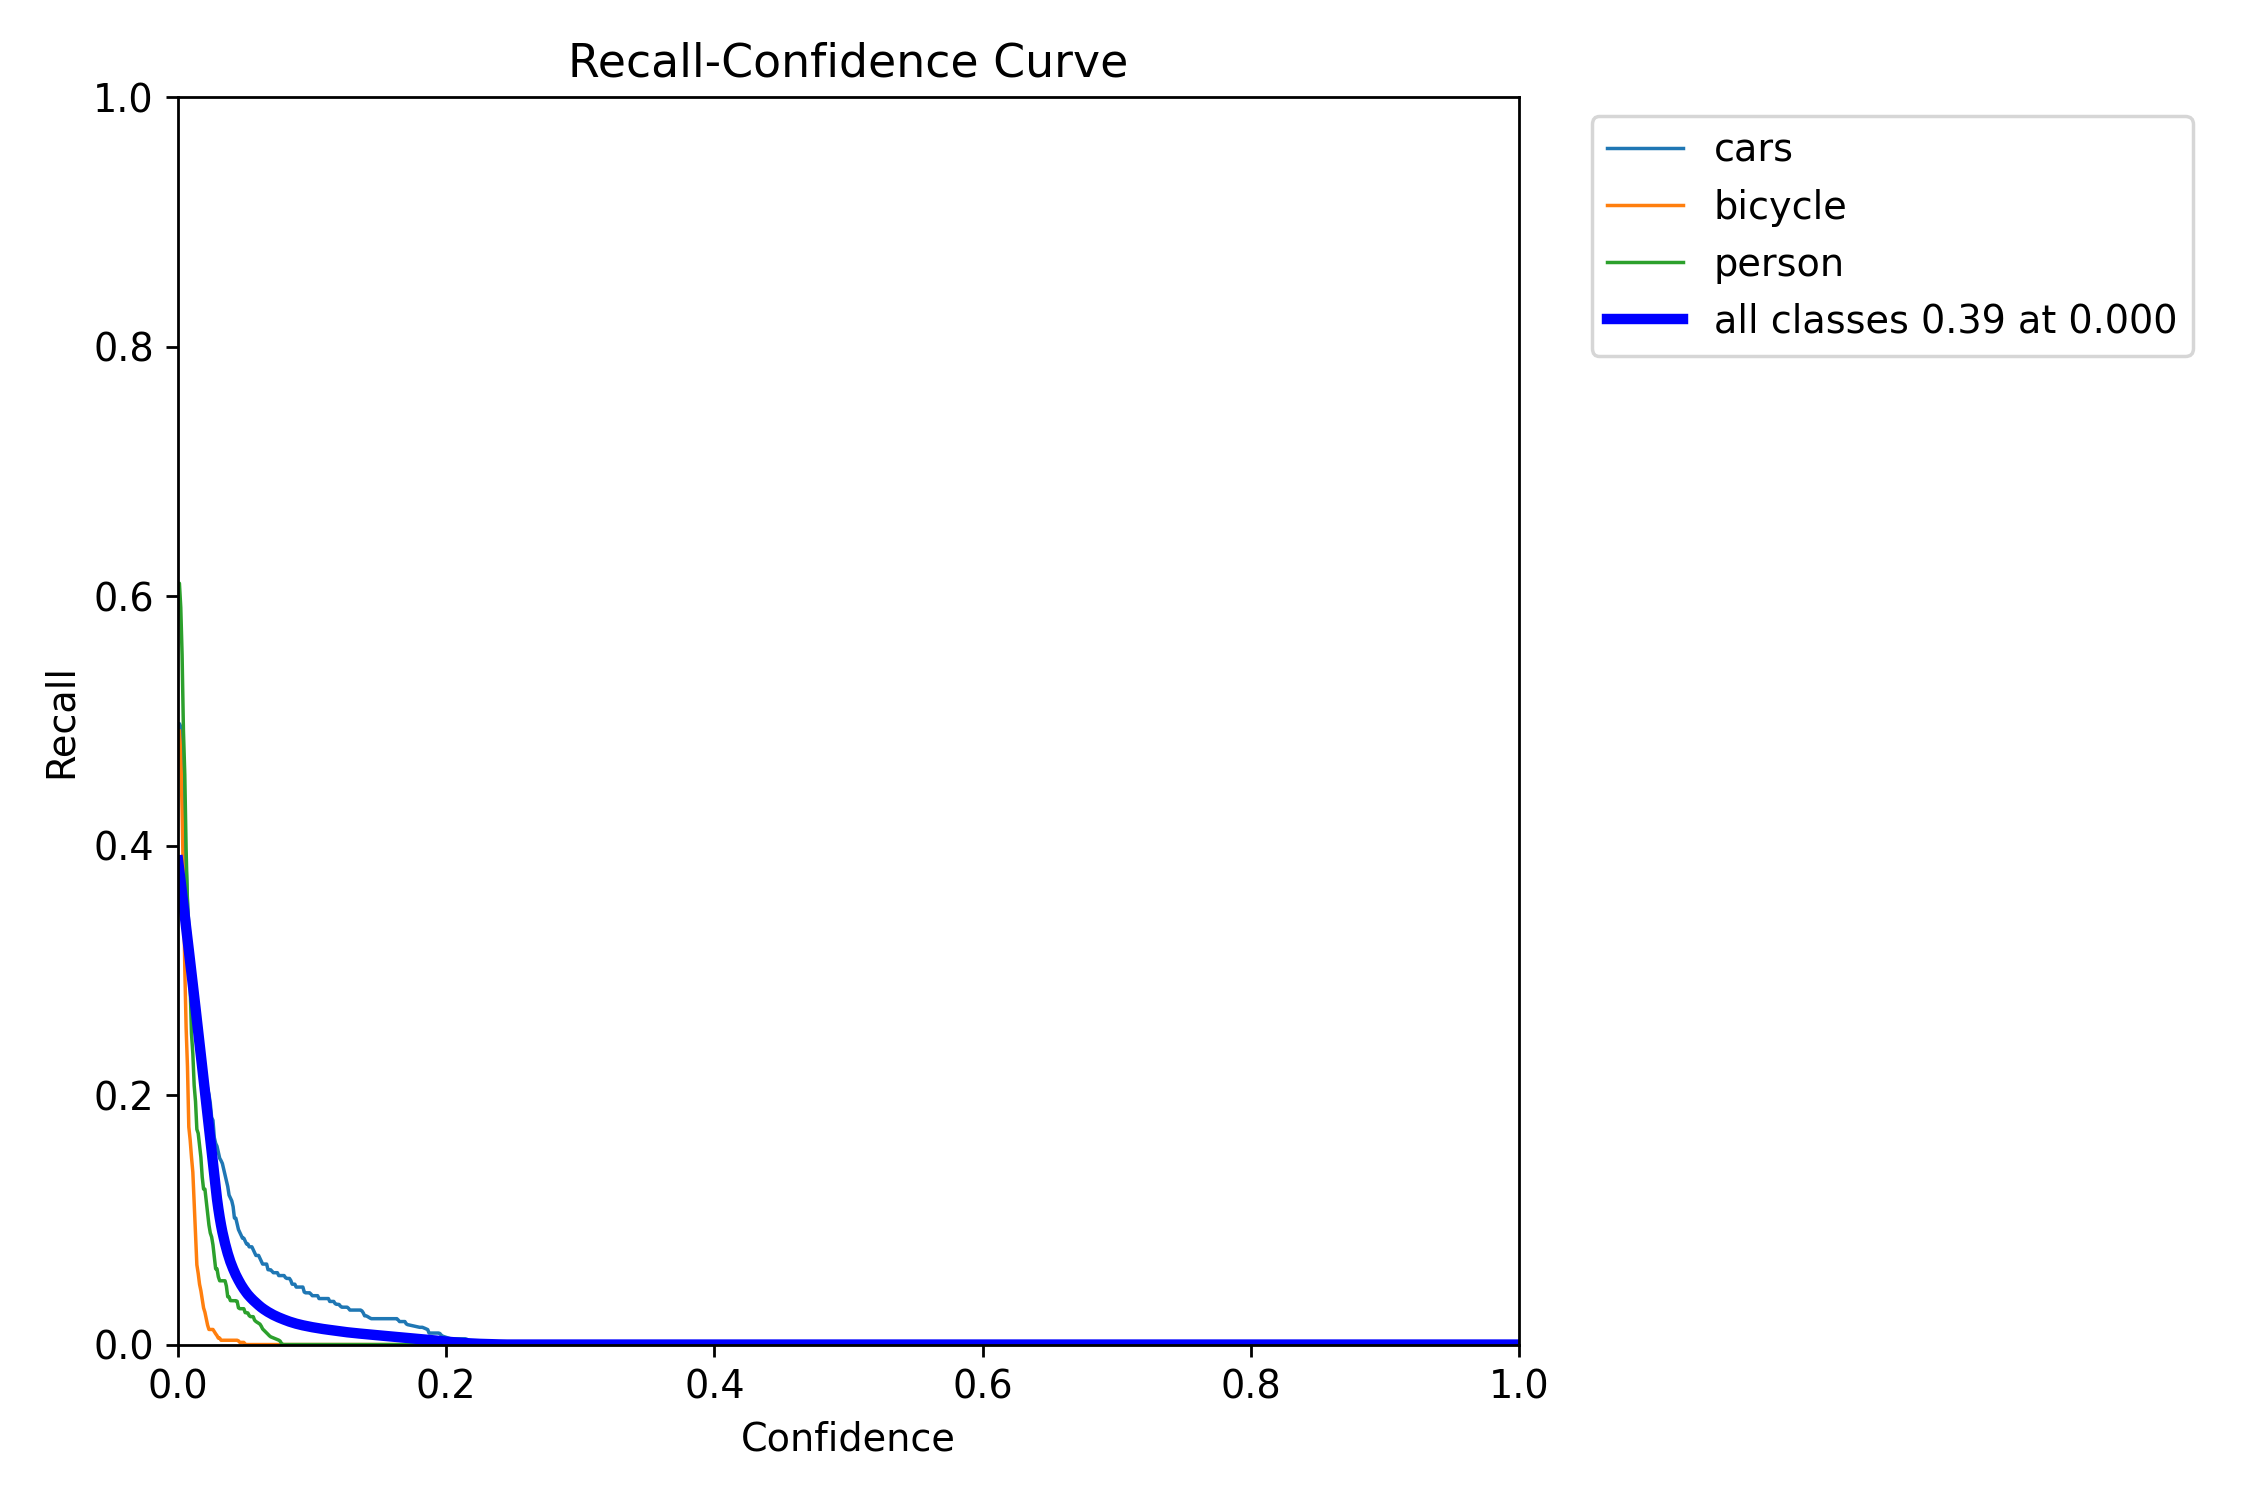 Recall-Confidence Curve
1.0
0.8
0.6
0.4
0.2
0.0
Recall
0.0 0.2 0.4 0.6 0.8 1.0
Confidence
cars
bicycle
person
all classes 0.39 at 0.000